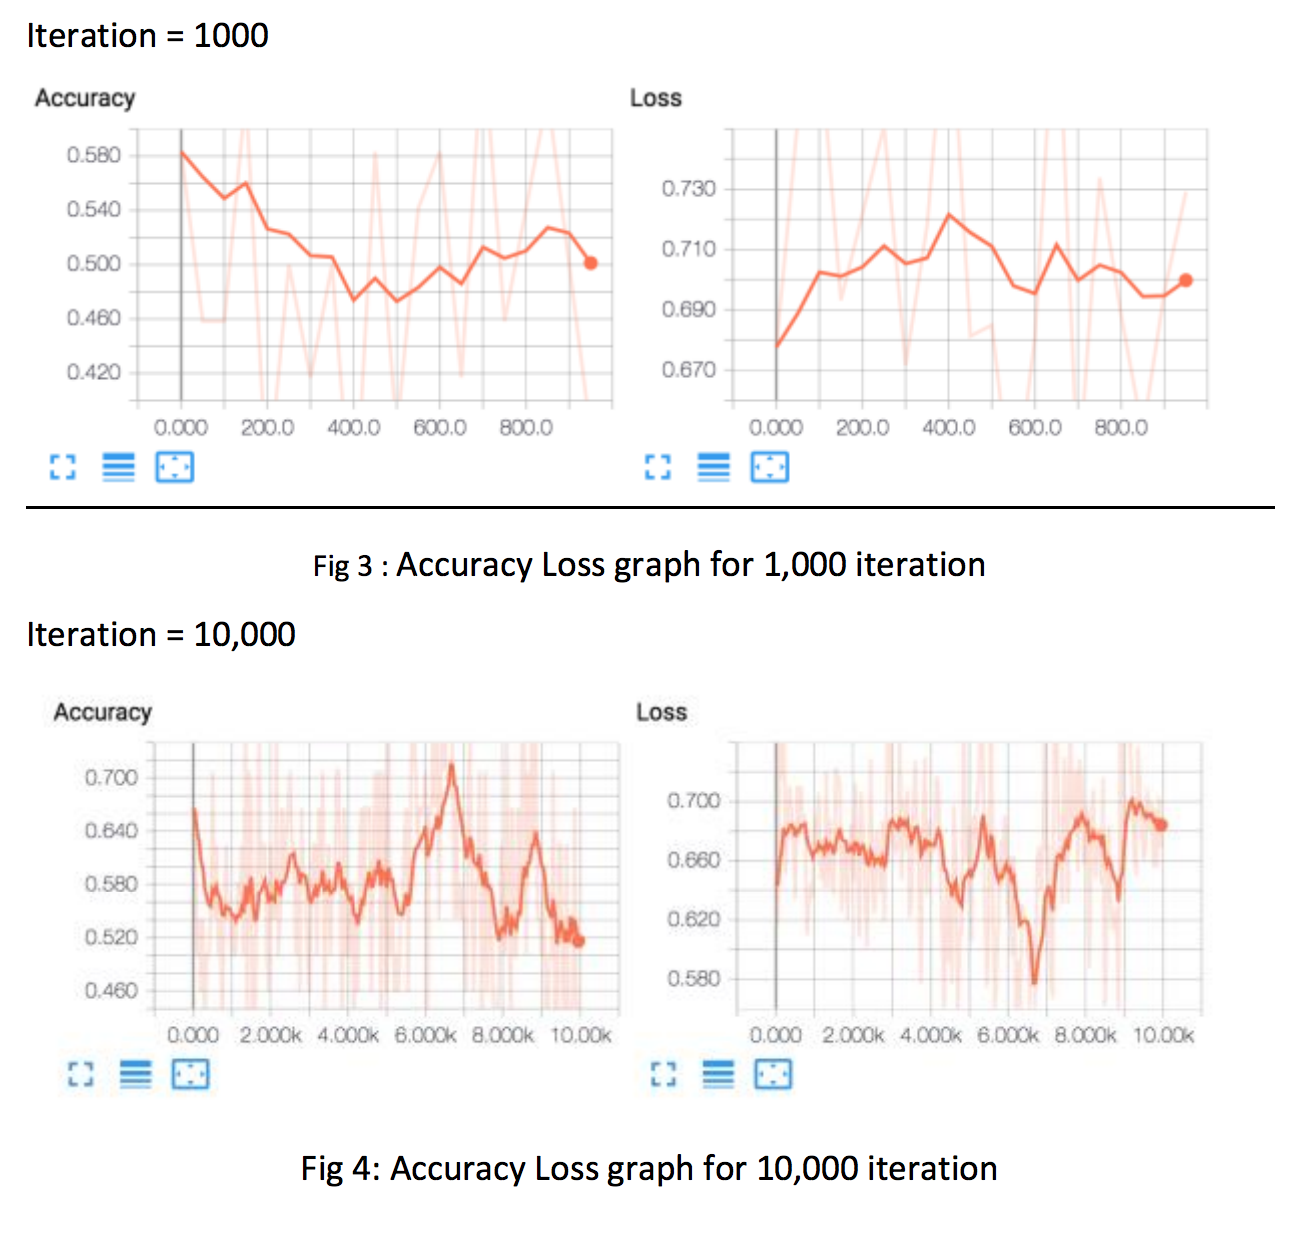 Iteration = 1000
Accuracy
0.580
0.540
0.500
0.460
0.420
0.000 200.0 400.0 600.0 800.0
Loss
0.730
0.710
0.690
0.670
0.000 200.0 400.0 600.0 800.0
Fig 3 : Accuracy Loss graph for 1,000 iteration
Iteration = 10,000
Accuracy
0.700
0.640
0.580
0.520
0.460
0.000 2.000k 4.000k 6.000k 8.000k 10.00k
Loss
0.700
0.660
0.620
0.580
0.000 2.000k 4.000k 6.000k 8.000k 10.00k
Fig 4: Accuracy Loss graph for 10,000 iteration